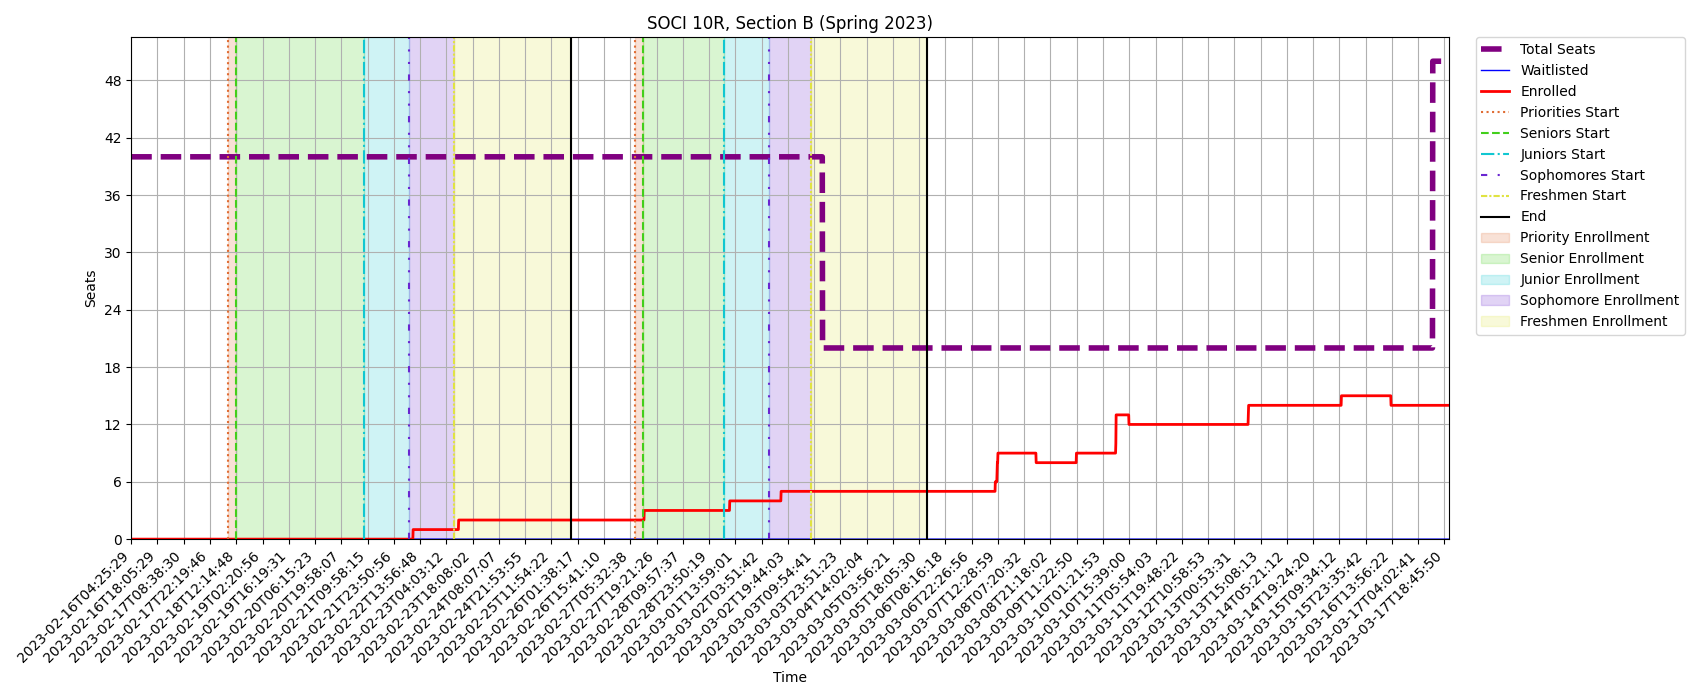 SOCI 10R, Section B (Spring 2023)
Seats
48
42
36
30
24
18
12
6
0
2023-02-16T04:25:29
2023-02-16T18:05:29
2023-02-17T08:38:30
2023-02-17T22:19:46
2023-02-18T12:14:48
2023-02-19T02:20:56
2023-02-19T16:19:31
2023-02-20T06:15:23
2023-02-20T19:58:07
2023-02-21T09:58:15
2023-02-21T23:50:56
2023-02-22T13:56:48
2023-02-23T04:03:12
2023-02-23T18:08:02
2023-02-24T08:07:07
2023-02-24T21:53:55
2023-02-25T11:54:22
2023-02-26T01:38:17
2023-02-26T15:41:10
2023-02-27T05:32:38
2023-02-27T19:21:26
2023-02-28T09:57:37
2023-02-28T23:50:19
2023-03-01T13:59:01
2023-03-02T03:51:42
2023-03-02T19:44:03
2023-03-03T09:54:41
2023-03-03T23:51:23
2023-03-04T14:02:04
2023-03-05T03:56:21
2023-03-05T18:05:30
2023-03-06T08:16:18
2023-03-06T22:26:56
2023-03-07T12:28:59
2023-03-08T07:20:32
2023-03-08T21:18:02
2023-03-09T11:22:50
2023-03-10T01:21:53
2023-03-10T15:39:00
2023-03-11T05:54:03
2023-03-11T19:48:22
2023-03-12T10:58:53
2023-03-13T00:53:31
2023-03-13T15:08:13
2023-03-14T05:21:12
2023-03-14T19:24:20
2023-03-15T09:34:12
2023-03-15T23:35:42
2023-03-16T13:56:22
2023-03-17T04:02:41
2023-03-17T18:45:50
Time
Total Seats
Waitlisted
Enrolled
Priorities Start
Seniors Start
Juniors Start
Sophomores Start
Freshmen Start
End
Priority Enrollment
Senior Enrollment
Junior Enrollment
Sophomore Enrollment
Freshmen Enrollment